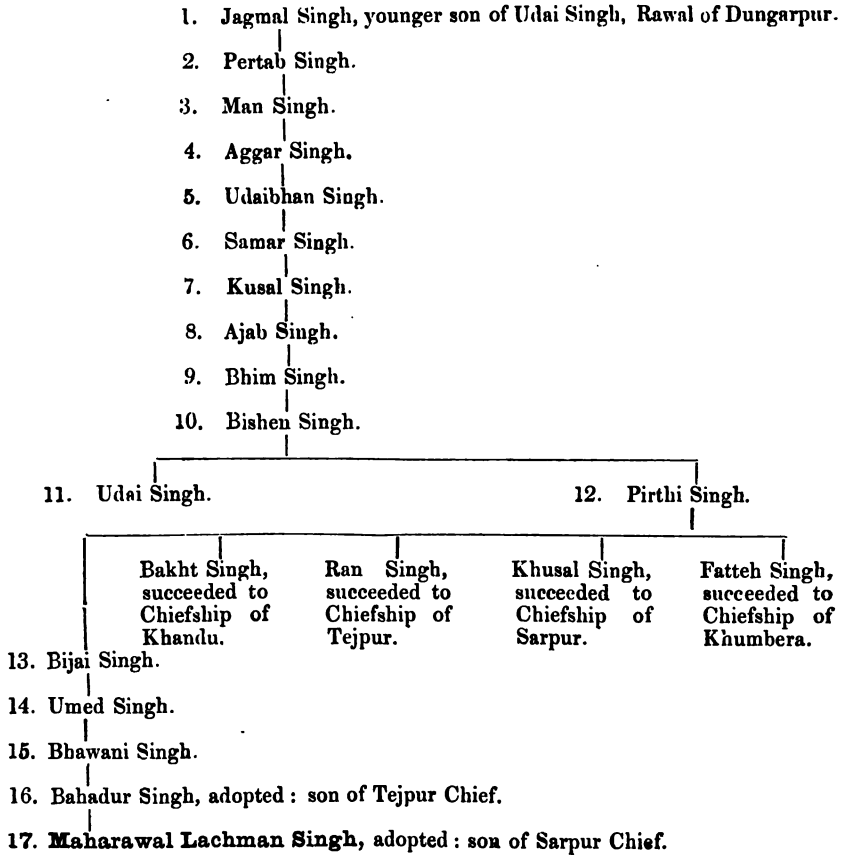 1. Jagmal Singh, younger son of Udai Singh, Rawal of Dungarpur.
2. Pertab Singh.
3. Man Singh.
4. Aggar Singh.
5. Udaibhan Singh.
6. Samar Singh.
7. Kusal Singh.
8. Ajab Singh.
9. Bhim Singh.
10. Bishen Singh.
11. Udai Singh.
12. Pirthi Singh.
Bakht Singh,
succeeded to
Chiefship of
Khandu.
Ran Singh,
succeeded to
Chiefship of
Tejpur.
Khusal Singh,
succeeded to
Chiefship of
Sarpur.
Fatteh Singh,
succeeded to
Chiefship of
Khumbera.
13. Bijai Singh.
14. Umed Singh.
15. Bhawani Singh.
16. Bahadur Singh, adopted : son of Tejpur Chief.
17. Maharawal Lachman Singh, adopted : son of Sarpur Chief.